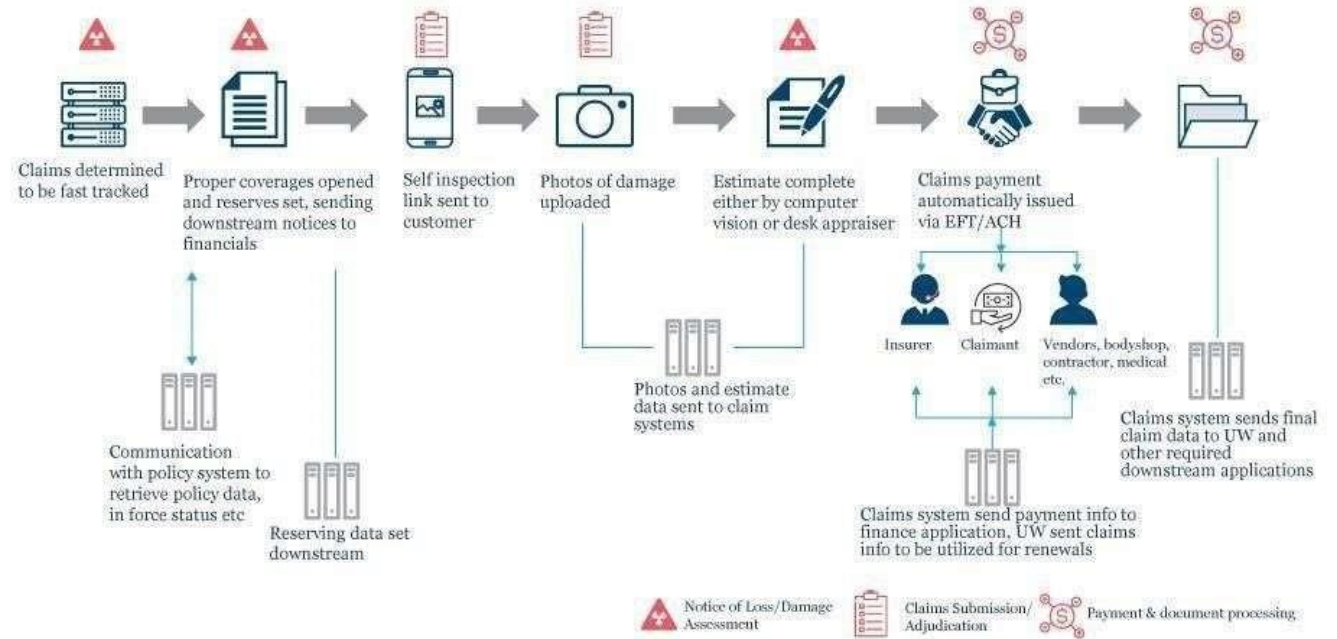 Claims determined
to be fast tracked
Proper coverages opened
and reserves set, sending
downstream notices to
financials
Self inspection
link sent to
customer
Photos of damage
uploaded
Estimate complete
either by computer
vision or desk appraiser
Claims payment
automatically issued
via EFT/ACH
Insurer
Claimant
Vendors, bodyshop,
contractor, medical
etc.
Communication
with policy system to
retrieve policy data,
in force status etc
Reserving data set
downstream
Photos and estimate
data sent to claim
systems
Claims system send payment info to
finance application, UW sent claims
info to be utilized for renewals
Claims system sends final
claim data to UW and
other required
downstream applications
Notice of Loss/Damage
Assessment
Claims Submission/
Adjudication
Payment & document processing